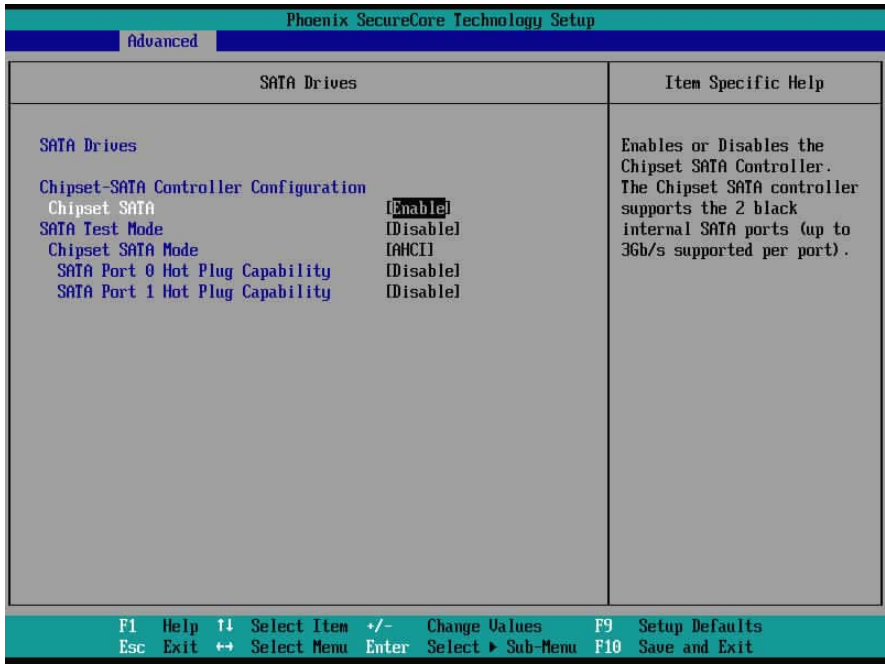 Phoenix SecureCore Technology Setup
Advanced
SATA Drives
SATA Drives
Chipset-SATA Controller Configuration
Chipset SATA [Enable]
SATA Test Mode [Disable]
Chipset SATA Mode [AHCI]
SATA Port 0 Hot Plug Capability [Disable]
SATA Port 1 Hot Plug Capability [Disable]
Item Specific Help
Enables or Disables the
Chipset SATA Controller.
The Chipset SATA controller
supports the 2 black
internal SATA ports (up to
3Gb/s supported per port).
F1 Help ↑↓ Select Item +/- Change Values F9 Setup Defaults
Esc Exit ↔ Select Menu Enter Select ▶ Sub-Menu F10 Save and Exit